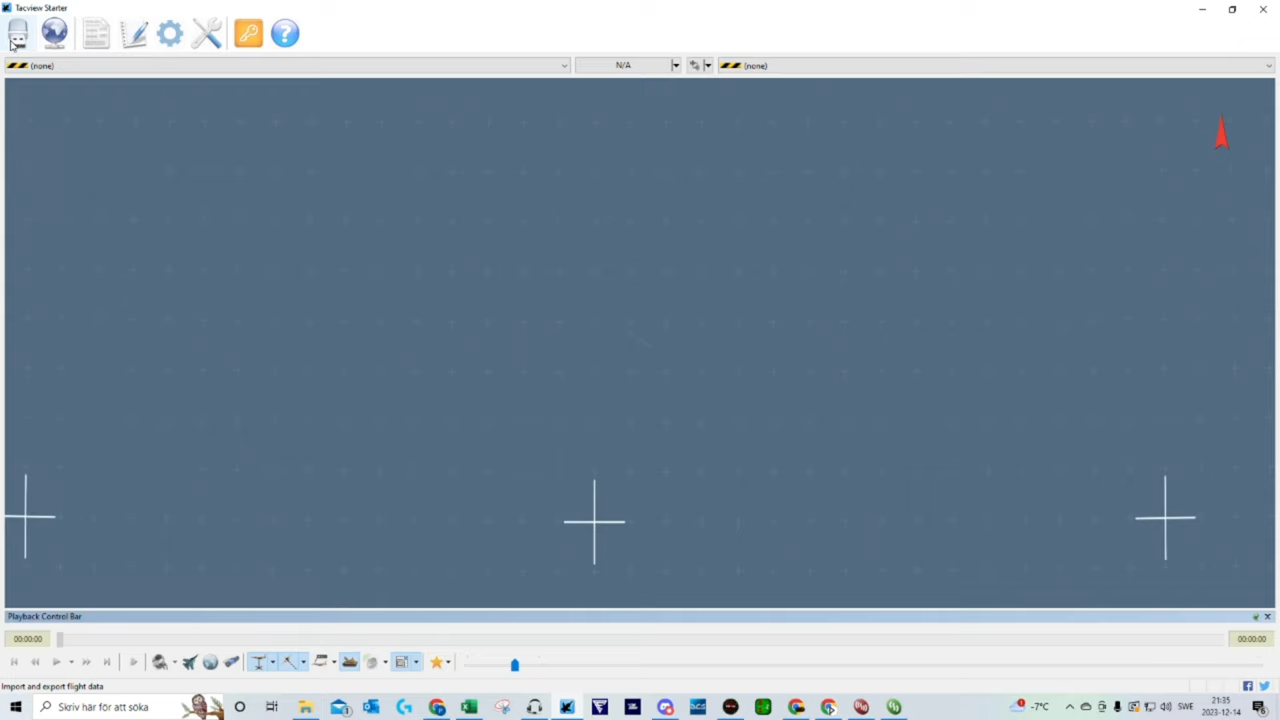 Tacview Starter
(none)
N/A
(none)
Playback Control Bar
00:00:00
00:00:00
Import and export flight data
Skriv här för att söka
-7°C
SWE
21:35
2023-12-14